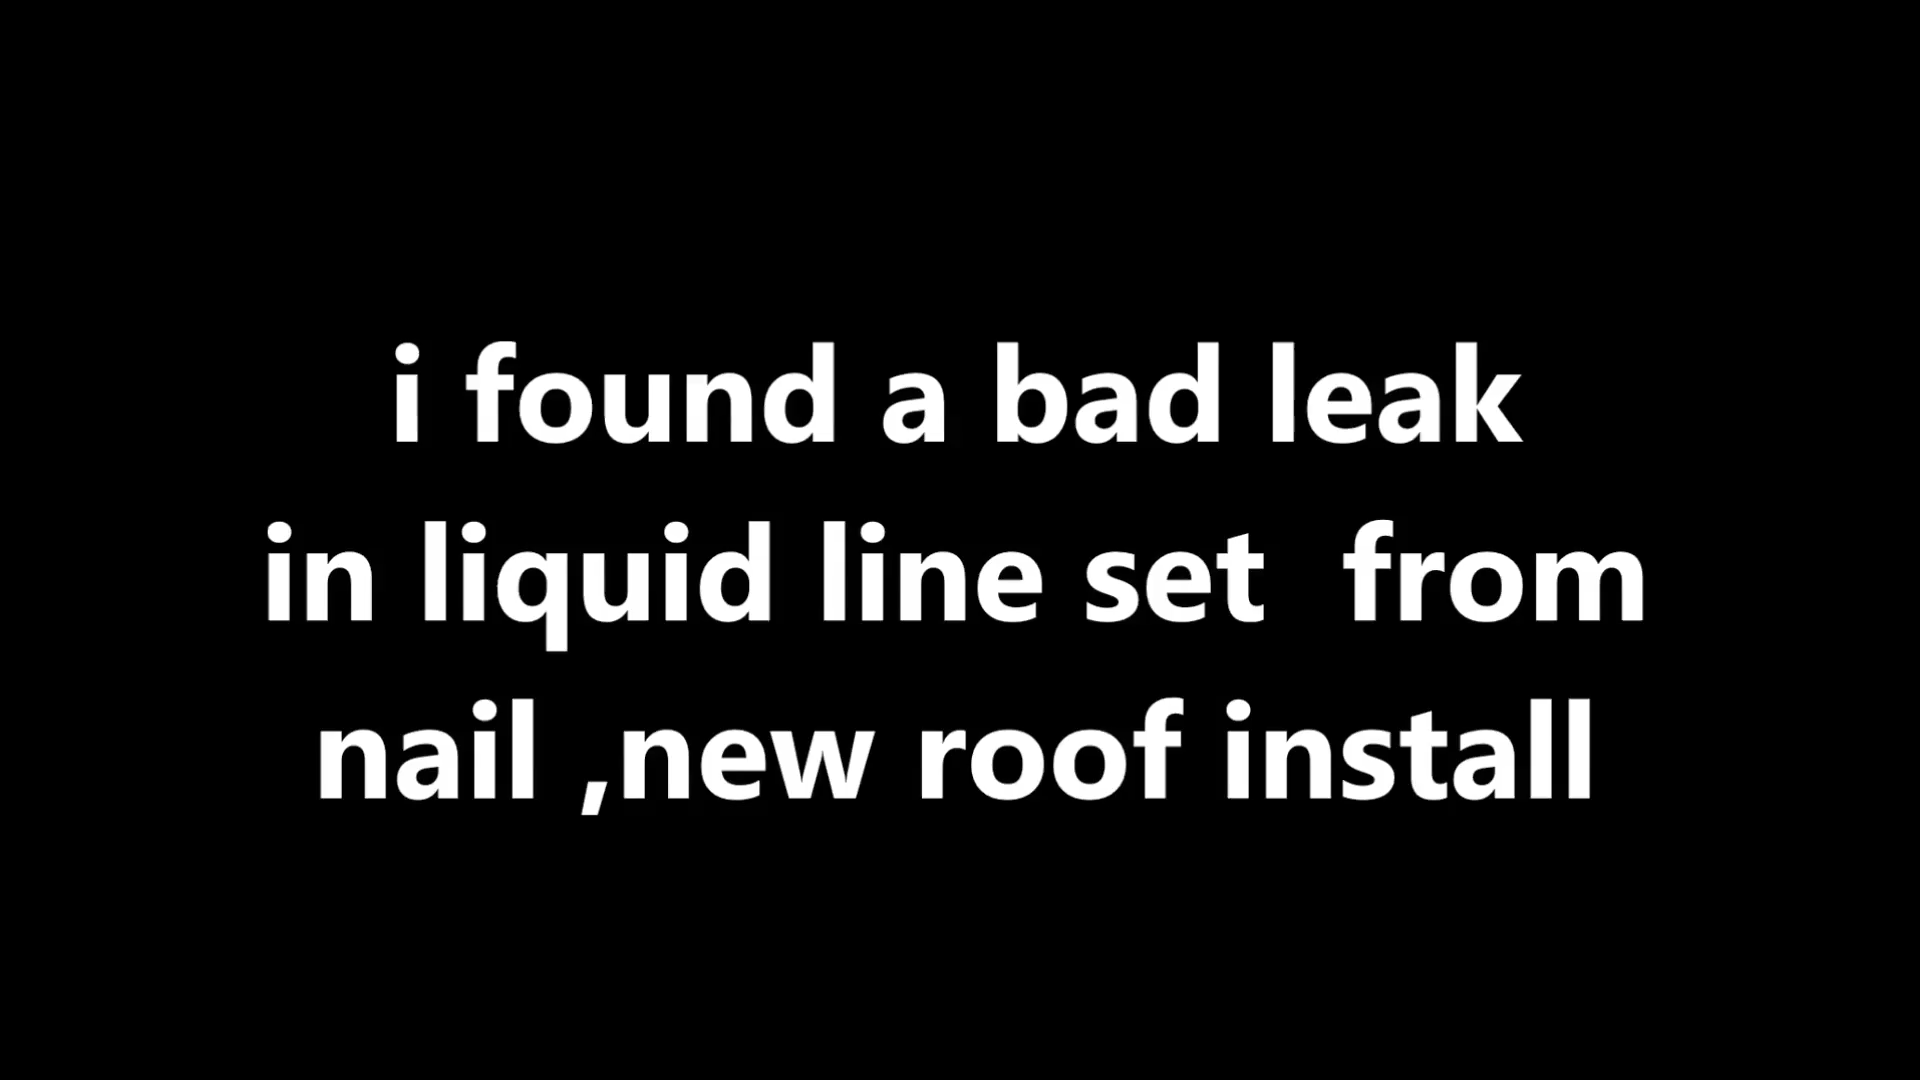 i found a bad leak
in liquid line set  from
nail ,new roof install